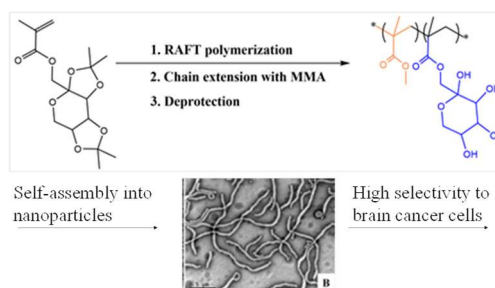 1. RAFT polymerization
2. Chain extension with MMA
3. Deprotection
O
O
O
O
O
O
O
*
*
O
O
O
O
OH
O
OH
OH
Self-assembly into
nanoparticles
B
High selectivity to
brain cancer cells